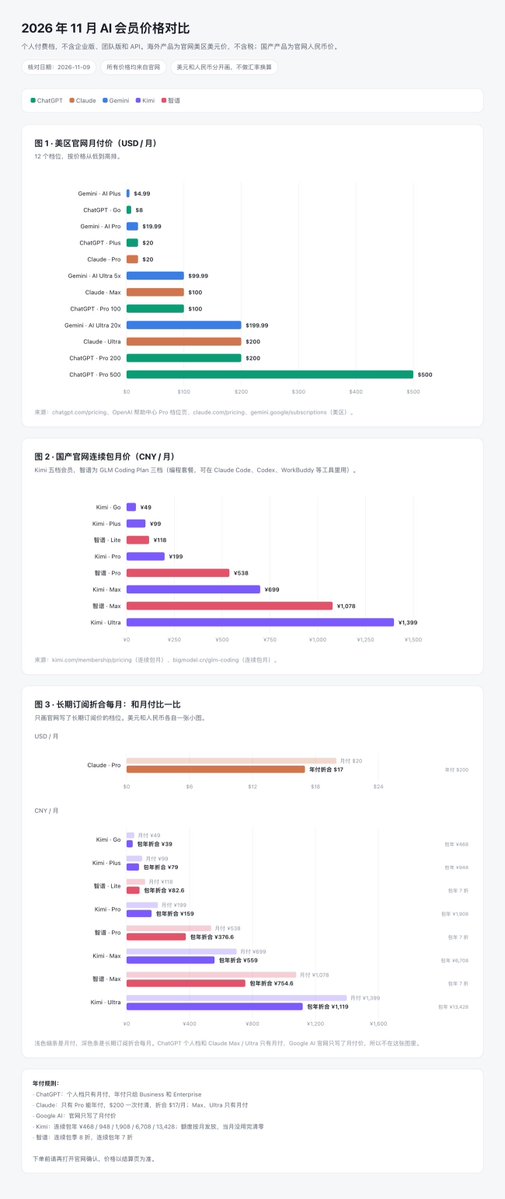 2026 年 11 月 AI 会员价格对比
个人付费档，不含企业版、团队版和 API。海外产品为官网美区美元价，不含税；国产产品为官网人民币价。
核对日期：2026-11-09
所有价格均来自官网
美元和人民币分开画，不做汇率换算
ChatGPT
Claude
Gemini
Kimi
智谱
图 1 · 美区官网月付价（USD / 月）
12 个档位，按价格从低到高排。
Gemini · AI Plus $4.99
ChatGPT · Go $8
Gemini · AI Pro $19.99
ChatGPT · Plus $20
Claude · Pro $20
Gemini · AI Ultra 5x $99.99
Claude · Max $100
ChatGPT · Pro 100 $100
Gemini · AI Ultra 20x $199.99
Claude · Ultra $200
ChatGPT · Pro 200 $200
ChatGPT · Pro 500 $500
$0 $100 $200 $300 $400 $500
来源：chatgpt.com/pricing、OpenAI 帮助中心 Pro 档位页、claude.com/pricing、gemini.google/subscriptions（美区）。
图 2 · 国产官网连续包月价（CNY / 月）
Kimi 五档会员，智谱为 GLM Coding Plan 三档（编程套餐，可在 Claude Code、Codex、WorkBuddy 等工具里用）。
Kimi · Go ¥49
Kimi · Plus ¥99
智谱 · Lite ¥118
Kimi · Pro ¥199
智谱 · Pro ¥538
Kimi · Max ¥699
智谱 · Max ¥1,078
Kimi · Ultra ¥1,399
¥0 ¥250 ¥500 ¥750 ¥1,000 ¥1,250 ¥1,500
来源：kimi.com/membership/pricing（连续包月）、bigmodel.cn/glm-coding（连续包月）。
图 3 · 长期订阅折合每月：和月付比一比
只画官网写了长期订阅价的档位。美元和人民币各自一张小图。
USD / 月
月付 $20
Claude · Pro 年付折合 $17 年付 $200
$0 $6 $12 $18 $24
CNY / 月
月付 ¥49
Kimi · Go 包年折合 ¥39 包年 ¥468
月付 ¥99
Kimi · Plus 包年折合 ¥79 包年 ¥948
月付 ¥118
智谱 · Lite 包年折合 ¥82.6 包年 7 折
月付 ¥199
Kimi · Pro 包年折合 ¥159 包年 ¥1,908
月付 ¥538
智谱 · Pro 包年折合 ¥376.6 包年 7 折
月付 ¥699
Kimi · Max 包年折合 ¥559 包年 ¥6,708
月付 ¥1,078
智谱 · Max 包年折合 ¥754.6 包年 7 折
月付 ¥1,399
Kimi · Ultra 包年折合 ¥1,119 包年 ¥13,428
¥0 ¥400 ¥800 ¥1,200 ¥1,600
浅色细条是月付，深色条是长期订阅折合每月。ChatGPT 个人档和 Claude Max / Ultra 只有月付，Google AI 官网只写了月付价，所以不在这张图里。
年付规则：
· ChatGPT：个人档只有月付，年付只给 Business 和 Enterprise
· Claude：只有 Pro 能年付，$200 一次付清，折合 $17/月；Max、Ultra 只有月付
· Google AI：官网只写了月付价
· Kimi：连续包年 ¥468 / 948 / 1,908 / 6,708 / 13,428；额度按月发放，当月没用完清零
· 智谱：连续包季 8 折，连续包年 7 折
下单前请再打开官网确认，价格以结算页为准。